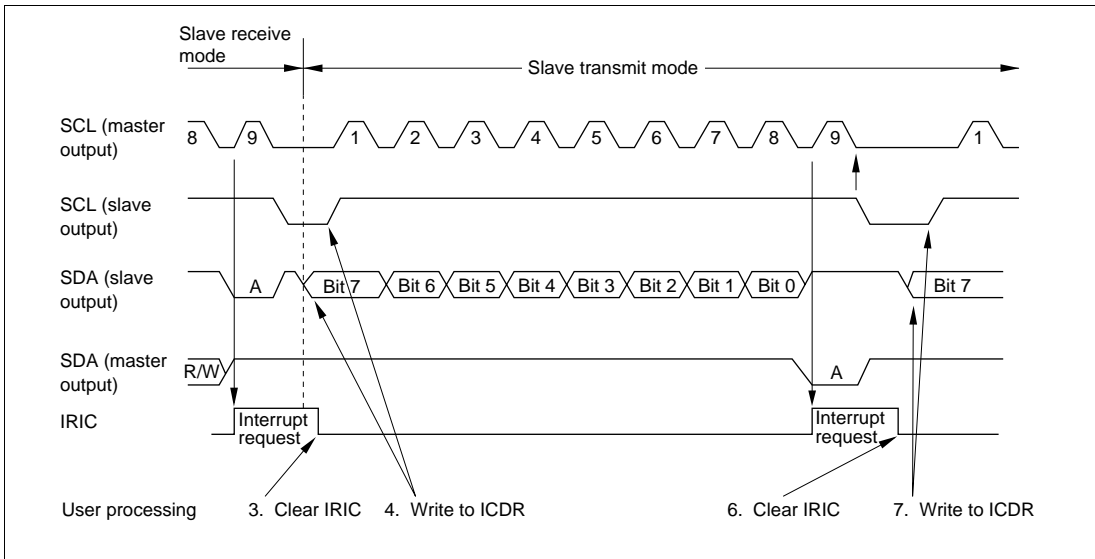 Slave receive
mode
Slave transmit mode
SCL (master
output)
8 9 1 2 3 4 5 6 7 8 9 1
SCL (slave
output)
SDA (slave
output)
A Bit 7 Bit 6 Bit 5 Bit 4 Bit 3 Bit 2 Bit 1 Bit 0 Bit 7
SDA (master
output)
R/W A
IRIC
Interrupt
request
Interrupt
request
User processing 3. Clear IRIC 4. Write to ICDR 6. Clear IRIC 7. Write to ICDR